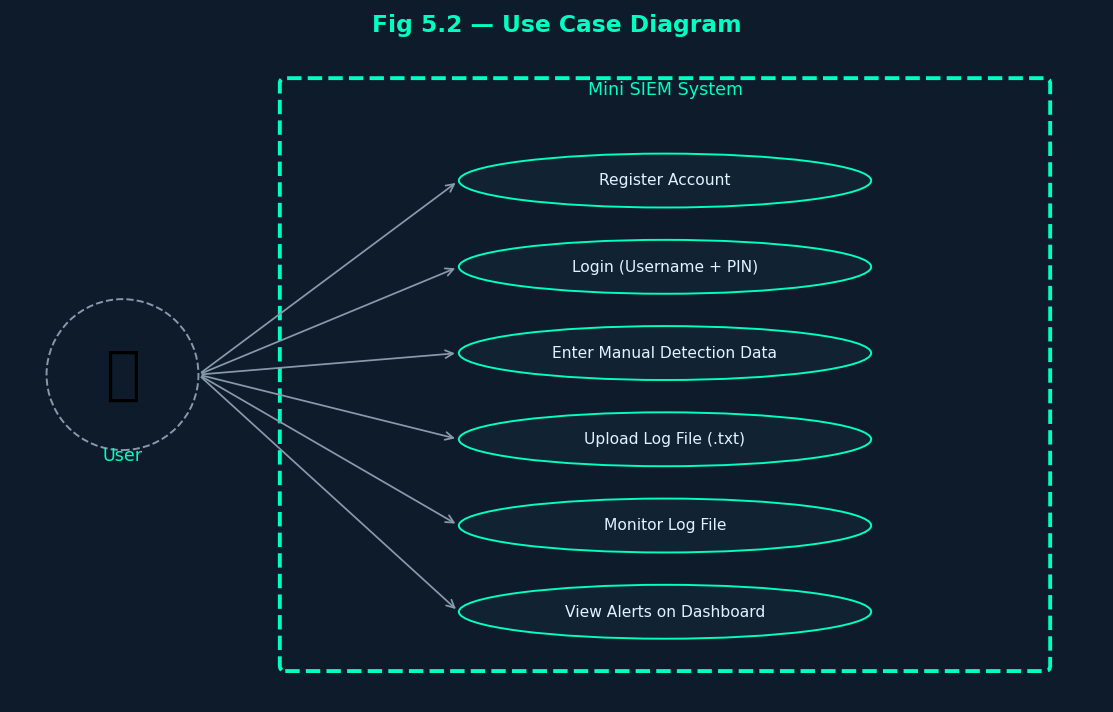 Fig 5.2 — Use Case Diagram
Mini SIEM System
Register Account
Login (Username + PIN)
Enter Manual Detection Data
Upload Log File (.txt)
Monitor Log File
View Alerts on Dashboard
User